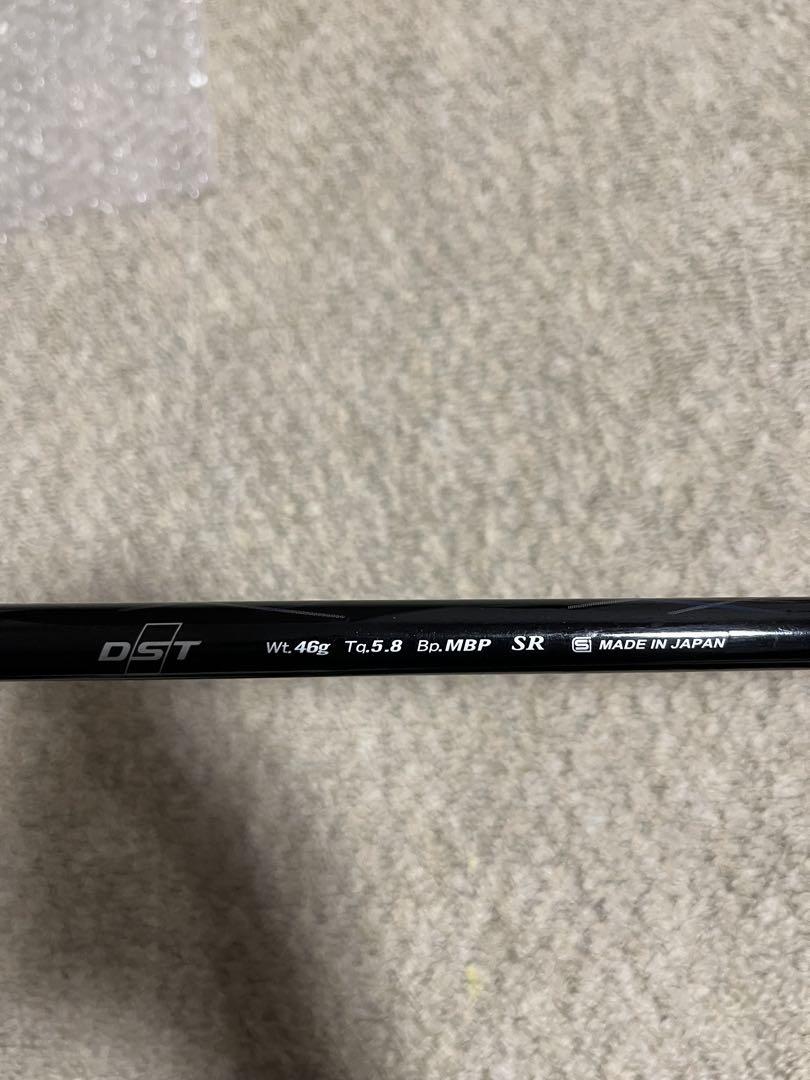 DST Wt.46g Tq.5.8 Bp.MBP SR S MADE IN JAPAN